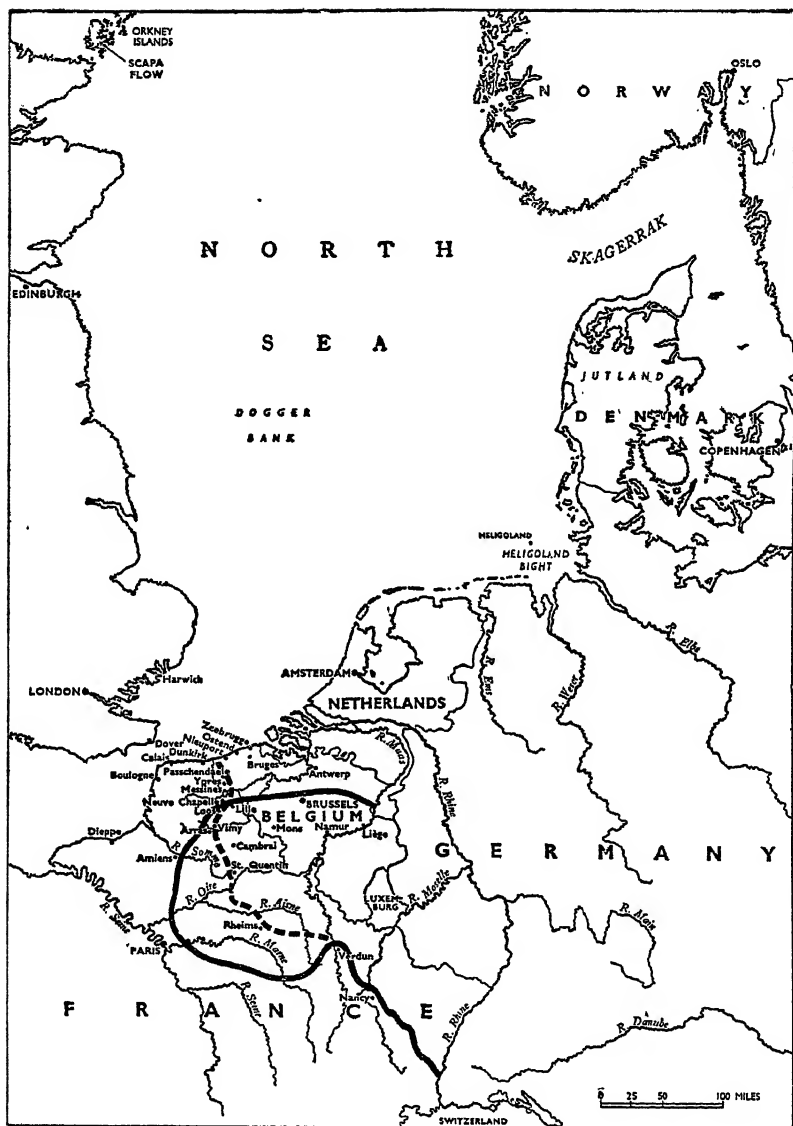 ORKNEY
ISLANDS
SCAPA
FLOW
OSLO
NORWAY
SKAGERRAK
NORTH
SEA
EDINBURGH
JUTLAND
DOGGER
BANK
DENMARK
COPENHAGEN
HELIGOLAND
HELIGOLAND
BIGHT
R. Elbe
AMSTERDAM
R. Ems
R. Weser
Harwich
LONDON
NETHERLANDS
Zeebrugge
Ostend
Nieuport
Dover
Calais
Dunkirk
Bruges
R. Maas
Boulogne
Passchendaele
Ypres
Messines
Antwerp
R. Rhine
Neuve Chapelle
Loos
Lille
BRUSSELS
BELGIUM
Arras
Vimy
Mons
Namur
Liège
Dieppe
Cambrai
GERMANY
Amiens
R. Somme
St. Quentin
R. Oise
R. Aisne
LUXEM-
BURG
R. Moselle
R. Main
R. Seine
Rheims
R. Marne
PARIS
Verdun
Nancy
R. Seine
FRANCE
R. Rhine
R. Danube
0 25 50 100 MILES
SWITZERLAND